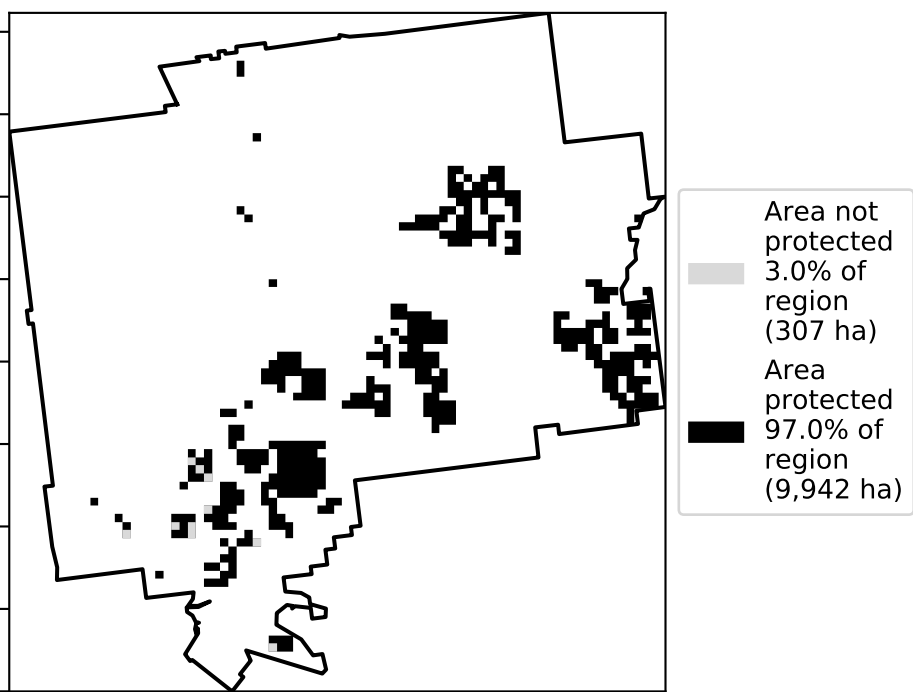 Area not
protected
3.0% of
region
(307 ha)
Area
protected
97.0% of
region
(9,942 ha)